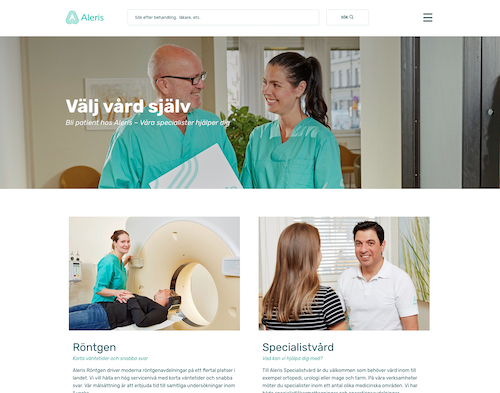 Aleris
Sök efter behandling, läkare, etc.
SÖK
Välj vård själv
Bli patient hos Aleris – Våra specialister hjälper dig
Röntgen
Korta väntetider och snabba svar
Aleris Röntgen driver moderna röntgenavdelningar på ett flertal platser i
landet. Vi vill hålla en hög servicenivå med korta väntetider och snabba
svar. Vår målsättning är att erbjuda tid till samtliga undersökningar inom
Specialistvård
Vad kan vi hjälpa dig med?
Till Aleris Specialistvård är du välkommen som behöver vård inom till
exempel ortopedi, urologi eller mage och tarm. På våra verksamheter
möter du specialister inom ett antal olika medicinska områden. Vi har